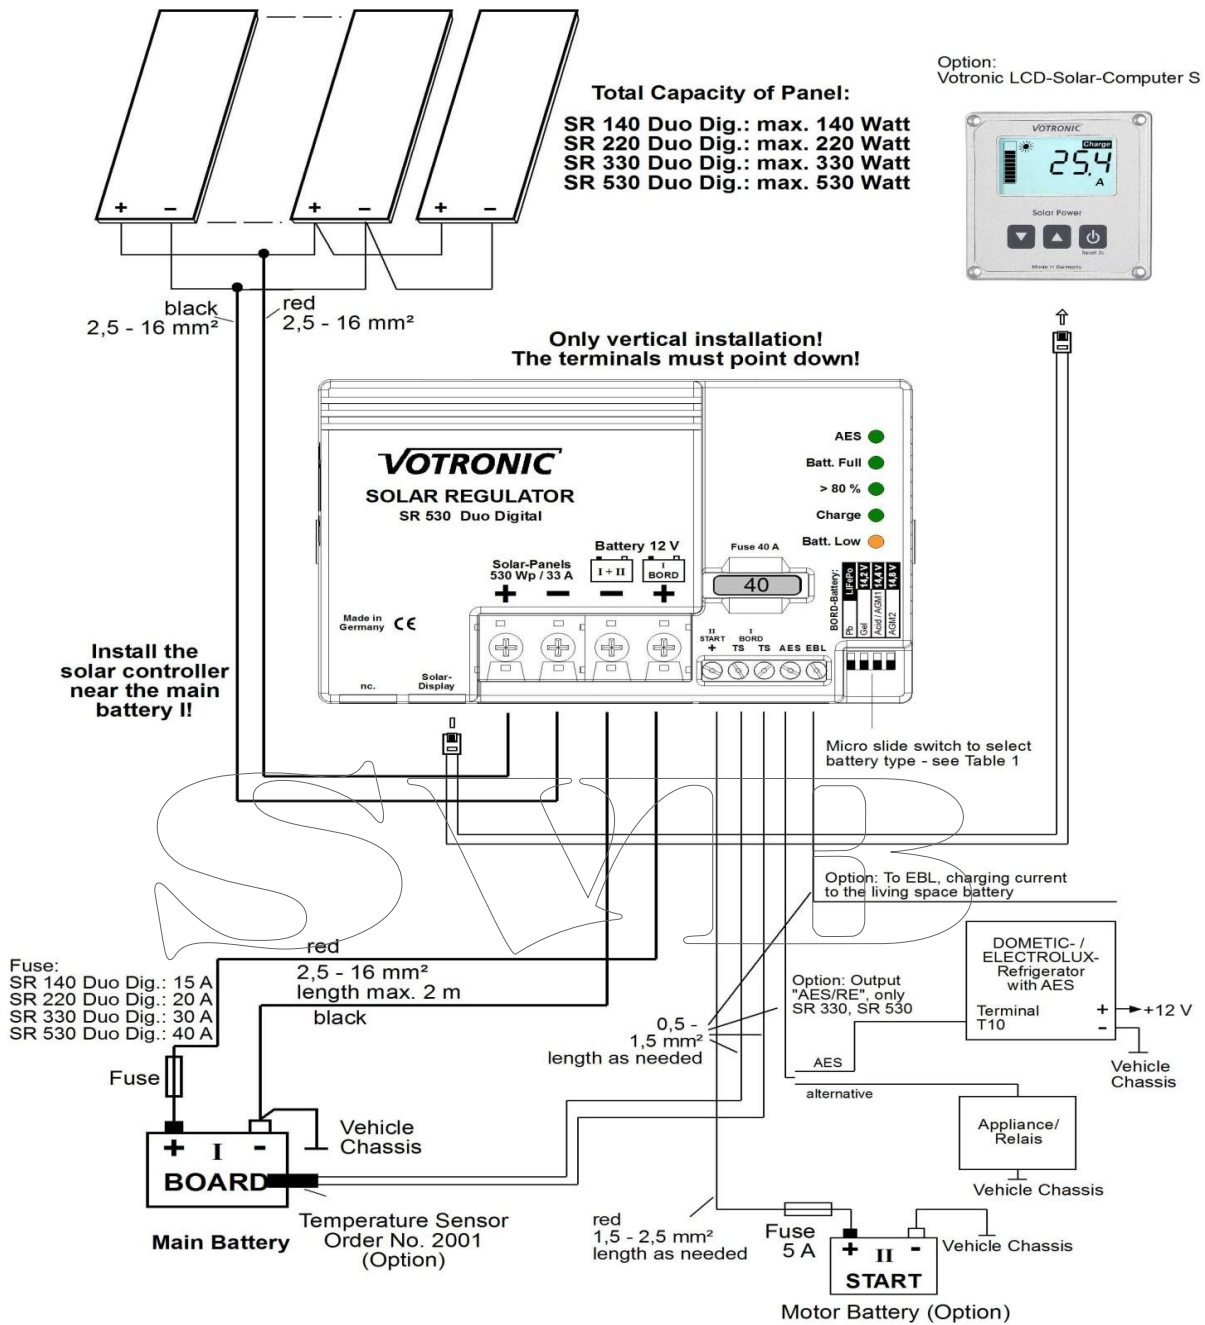 Option:
Votronic LCD-Solar-Computer S
Total Capacity of Panel:
SR 140 Duo Dig.: max. 140 Watt
SR 220 Duo Dig.: max. 220 Watt
SR 330 Duo Dig.: max. 330 Watt
SR 530 Duo Dig.: max. 530 Watt
VOTRONIC
Charge
25,4
A
Solar Power
Reset 3s
Made in Germany
+ –
+ –
+ –
black
2,5 - 16 mm²
red
2,5 - 16 mm²
Only vertical installation!
The terminals must point down!
VOTRONIC
SOLAR REGULATOR
SR 530 Duo Digital
AES
Batt. Full
> 80 %
Charge
Batt. Low
Battery 12 V
Solar-Panels
530 Wp / 33 A
I + II
I
BORD
+ – – +
Fuse 40 A
40
BORD-Battery:
LiFePo
14,2 V
14,4 V
14,8 V
Pb
Gel
Acid / AGM1
AGM2
Made in
Germany CE
II
START
+
I
BORD
TS TS AES EBL
nc.
Solar-
Display
Install the
solar controller
near the main
battery I!
Micro slide switch to select
battery type - see Table 1
SVB
Option: To EBL, charging current
to the living space battery
red
2,5 - 16 mm²
length max. 2 m
black
Fuse:
SR 140 Duo Dig.: 15 A
SR 220 Duo Dig.: 20 A
SR 330 Duo Dig.: 30 A
SR 530 Duo Dig.: 40 A
Fuse
Option: Output
"AES/RE", only
SR 330, SR 530
0,5 -
1,5 mm²
length as needed
DOMETIC- /
ELECTROLUX-
Refrigerator
with AES
Terminal
T10
+
–
+12 V
Vehicle
Chassis
AES
alternative
Appliance/
Relais
Vehicle Chassis
Vehicle
Chassis
+ I -
BOARD
Main Battery
Temperature Sensor
Order No. 2001
(Option)
red
1,5 - 2,5 mm²
length as needed
Fuse
5 A
+ II -
START
Vehicle Chassis
Motor Battery (Option)